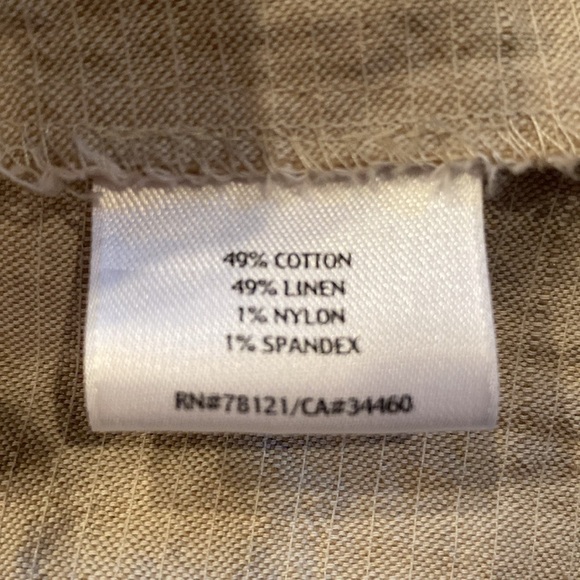 49% COTTON
49% LINEN
1% NYLON
1% SPANDEX
RN#78121/CA#34460